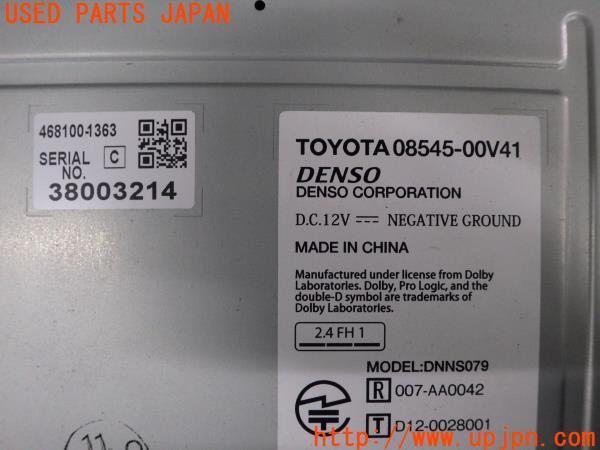 USED PARTS JAPAN
468100-1363
SERIAL NO. C
38003214
TOYOTA 08545-00V41
DENSO
DENSO CORPORATION
D.C.12V NEGATIVE GROUND
MADE IN CHINA
Manufactured under license from Dolby
Laboratories. Dolby, Pro Logic, and the
double-D symbol are trademarks of
Dolby Laboratories.
2.4 FH 1
MODEL:DNNS079
R 007-AA0042
T D12-0028001
http://www.upjpn.com